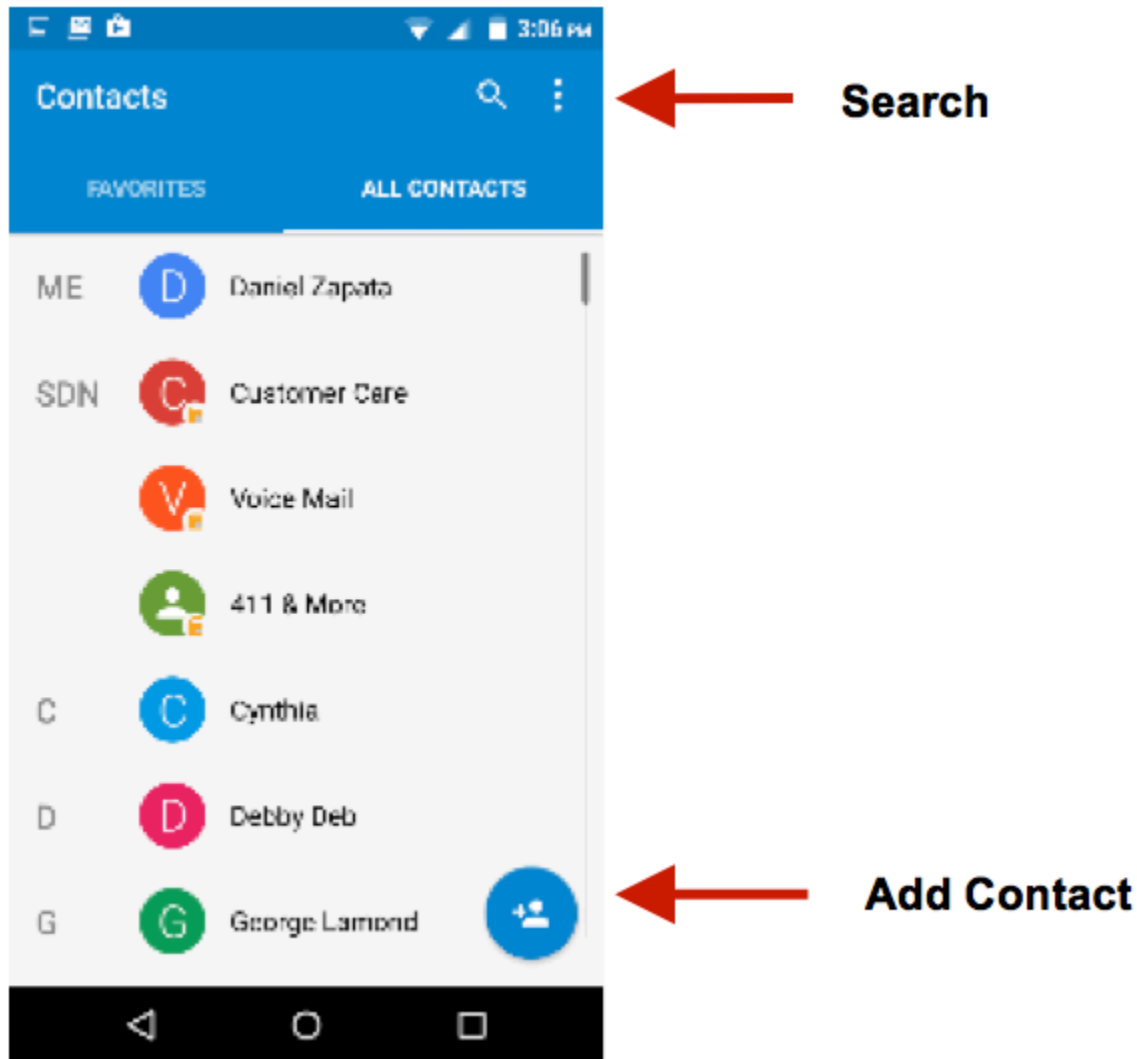 3:06 PM
Contacts
Search
FAVORITES
ALL CONTACTS
ME
D
Daniel Zapata
SDN
C
Customer Care
V
Voice Mail
411 & More
C
C
Cynthia
D
D
Debby Deb
Add Contact
G
G
George Lamond